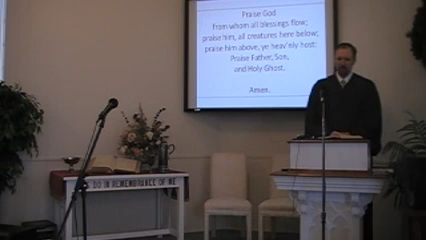 Praise God
From whom all blessings flow;
praise him, all creatures here below;
praise him above, ye heav'nly host:
Praise Father, Son,
and Holy Ghost.
Amen.
DO IN REMEMBRANCE OF ME